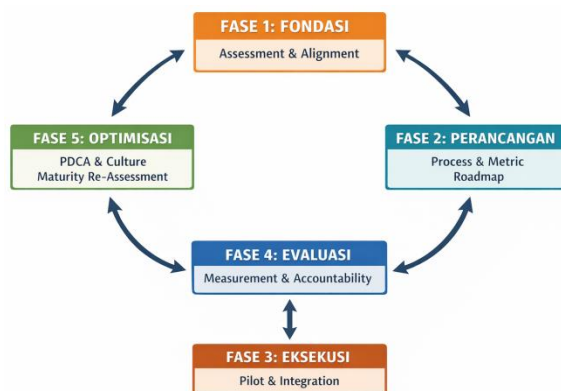 FASE 1: FONDASI
Assessment & Alignment
FASE 5: OPTIMISASI
PDCA & Culture
Maturity Re-Assessment
FASE 2: PERANCANGAN
Process & Metric
Roadmap
FASE 4: EVALUASI
Measurement & Accountability
FASE 3: EKSEKUSI
Pilot & Integration